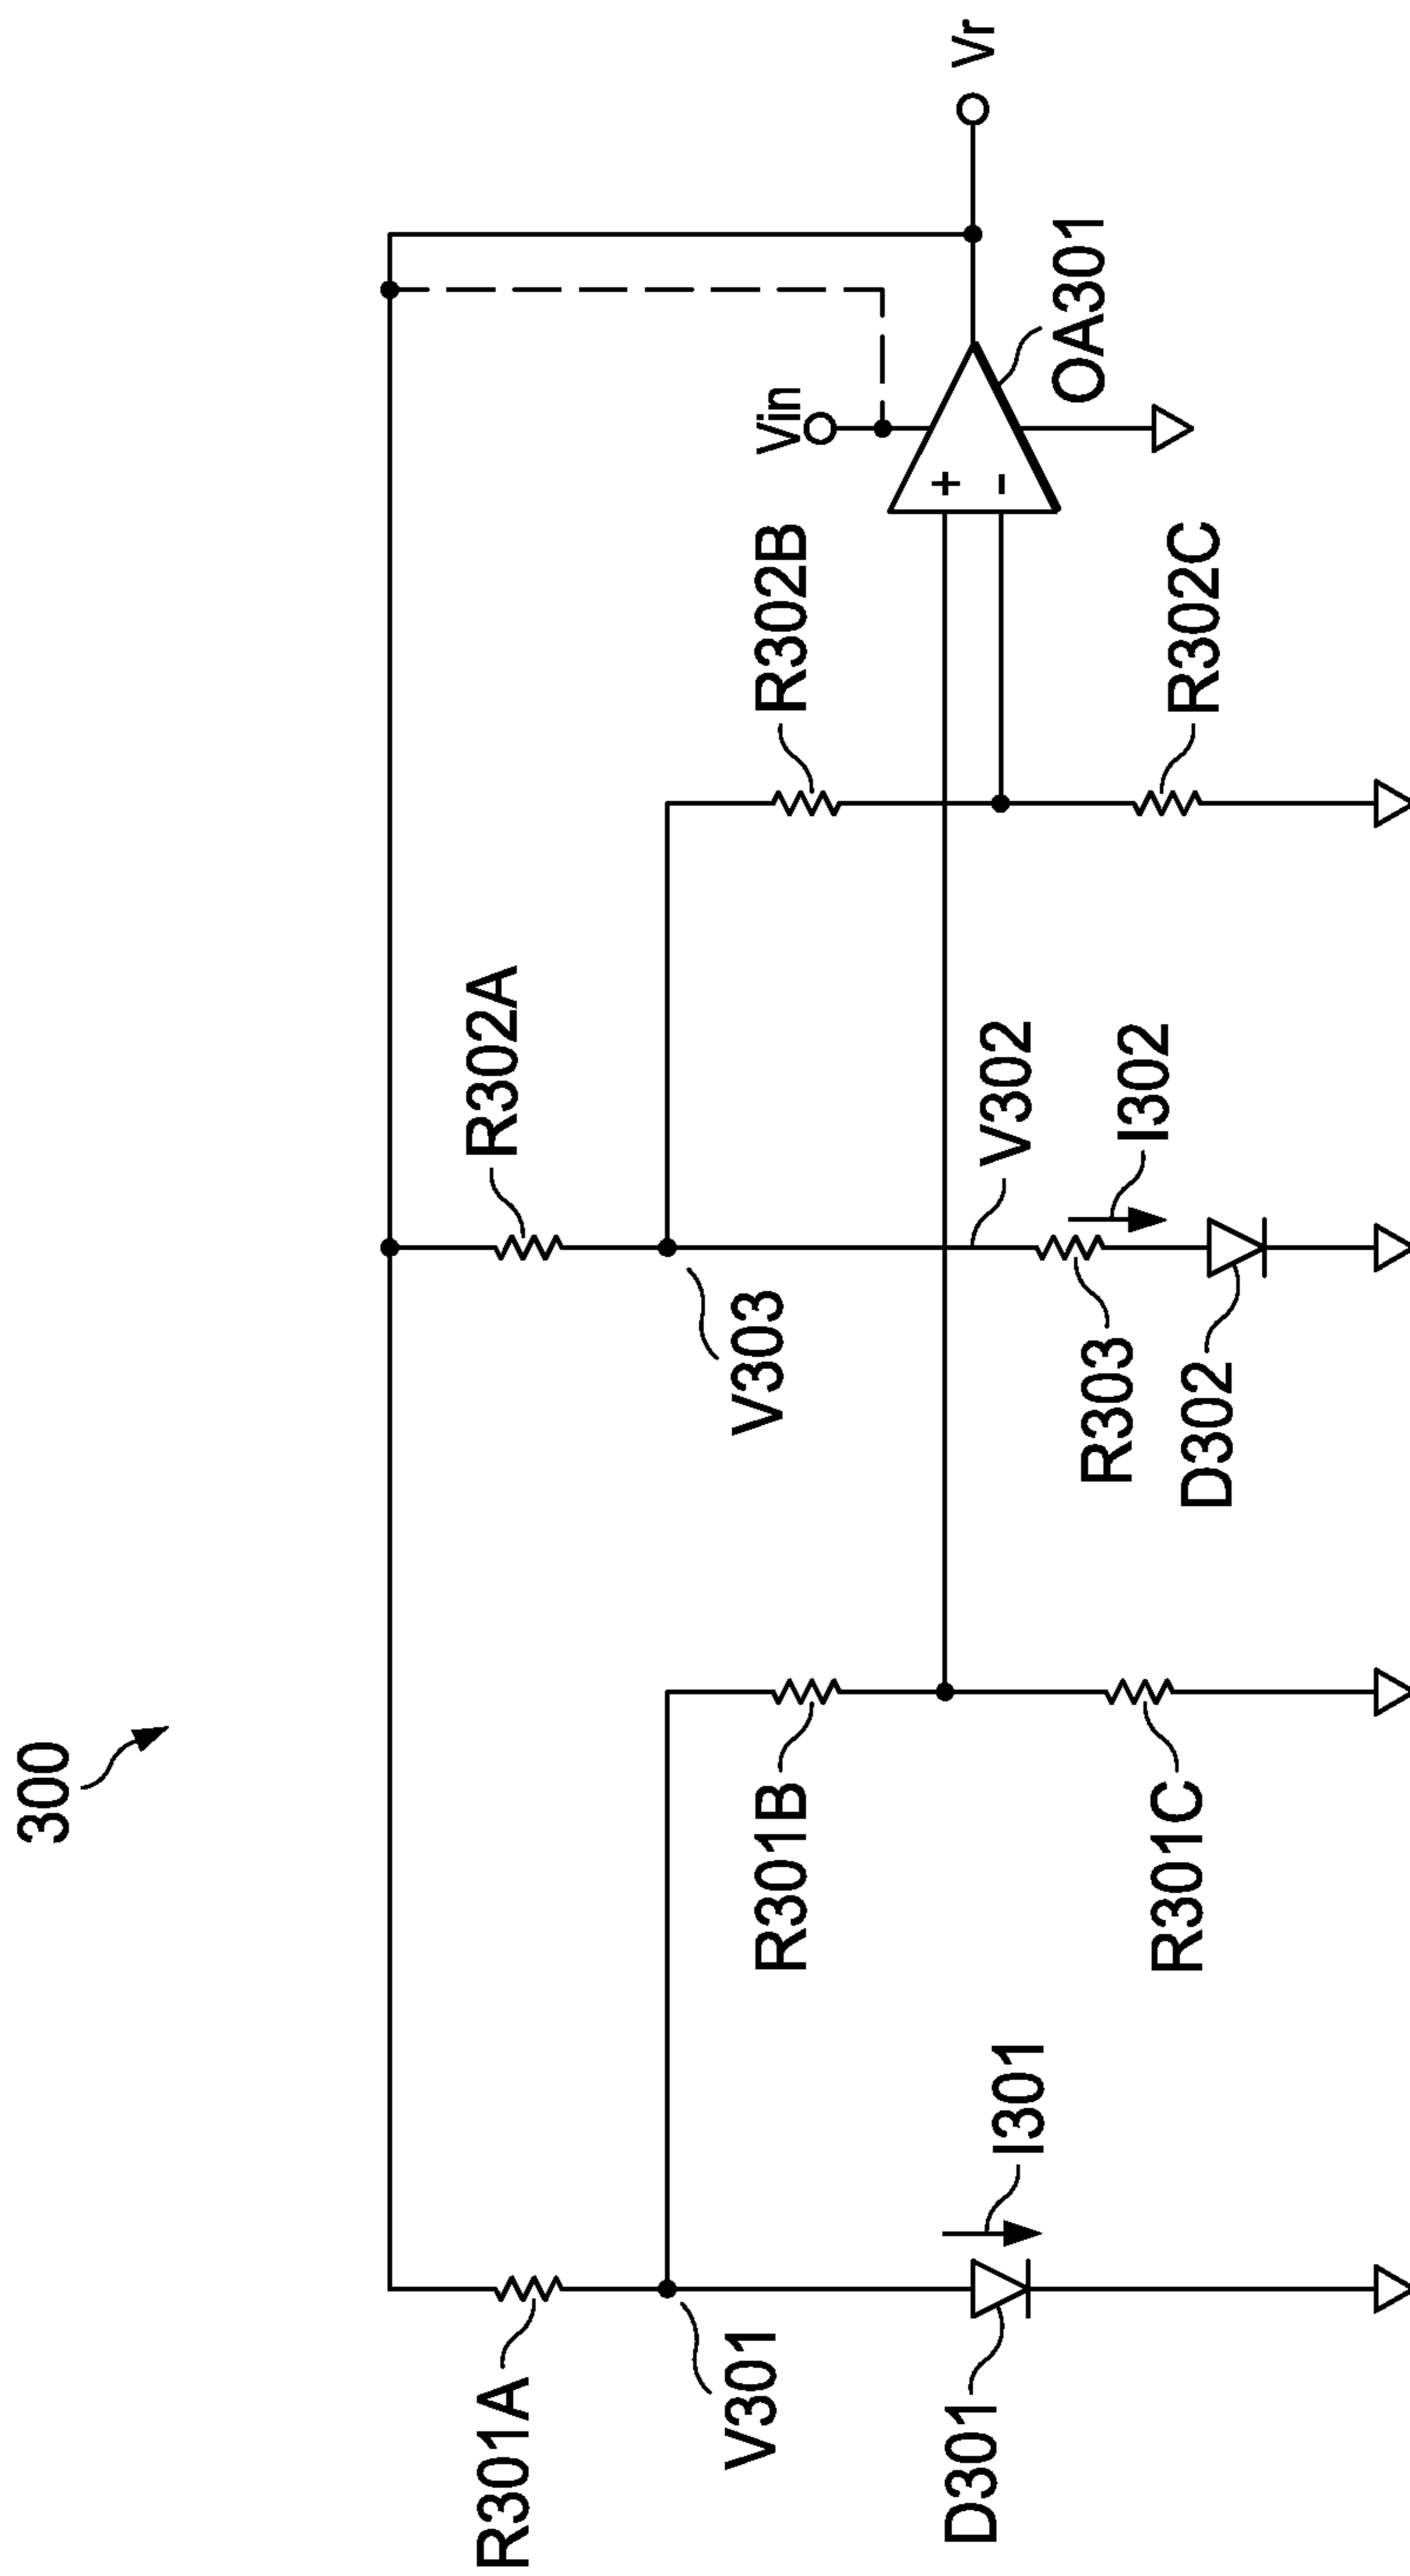 300
R301A
V301
D301
I301
R301B
R301C
R302A
V303
V302
I302
R303
D302
R302B
R302C
Vin
+
-
OA301
Vr